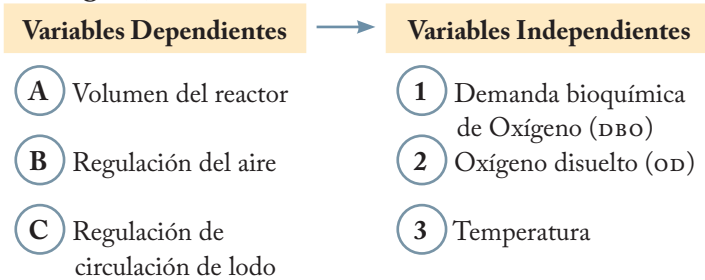 Variables Dependientes
Variables Independientes
A Volumen del reactor
1 Demanda bioquímica
de Oxígeno (DBO)
B Regulación del aire
2 Oxígeno disuelto (OD)
C Regulación de
circulación de lodo
3 Temperatura